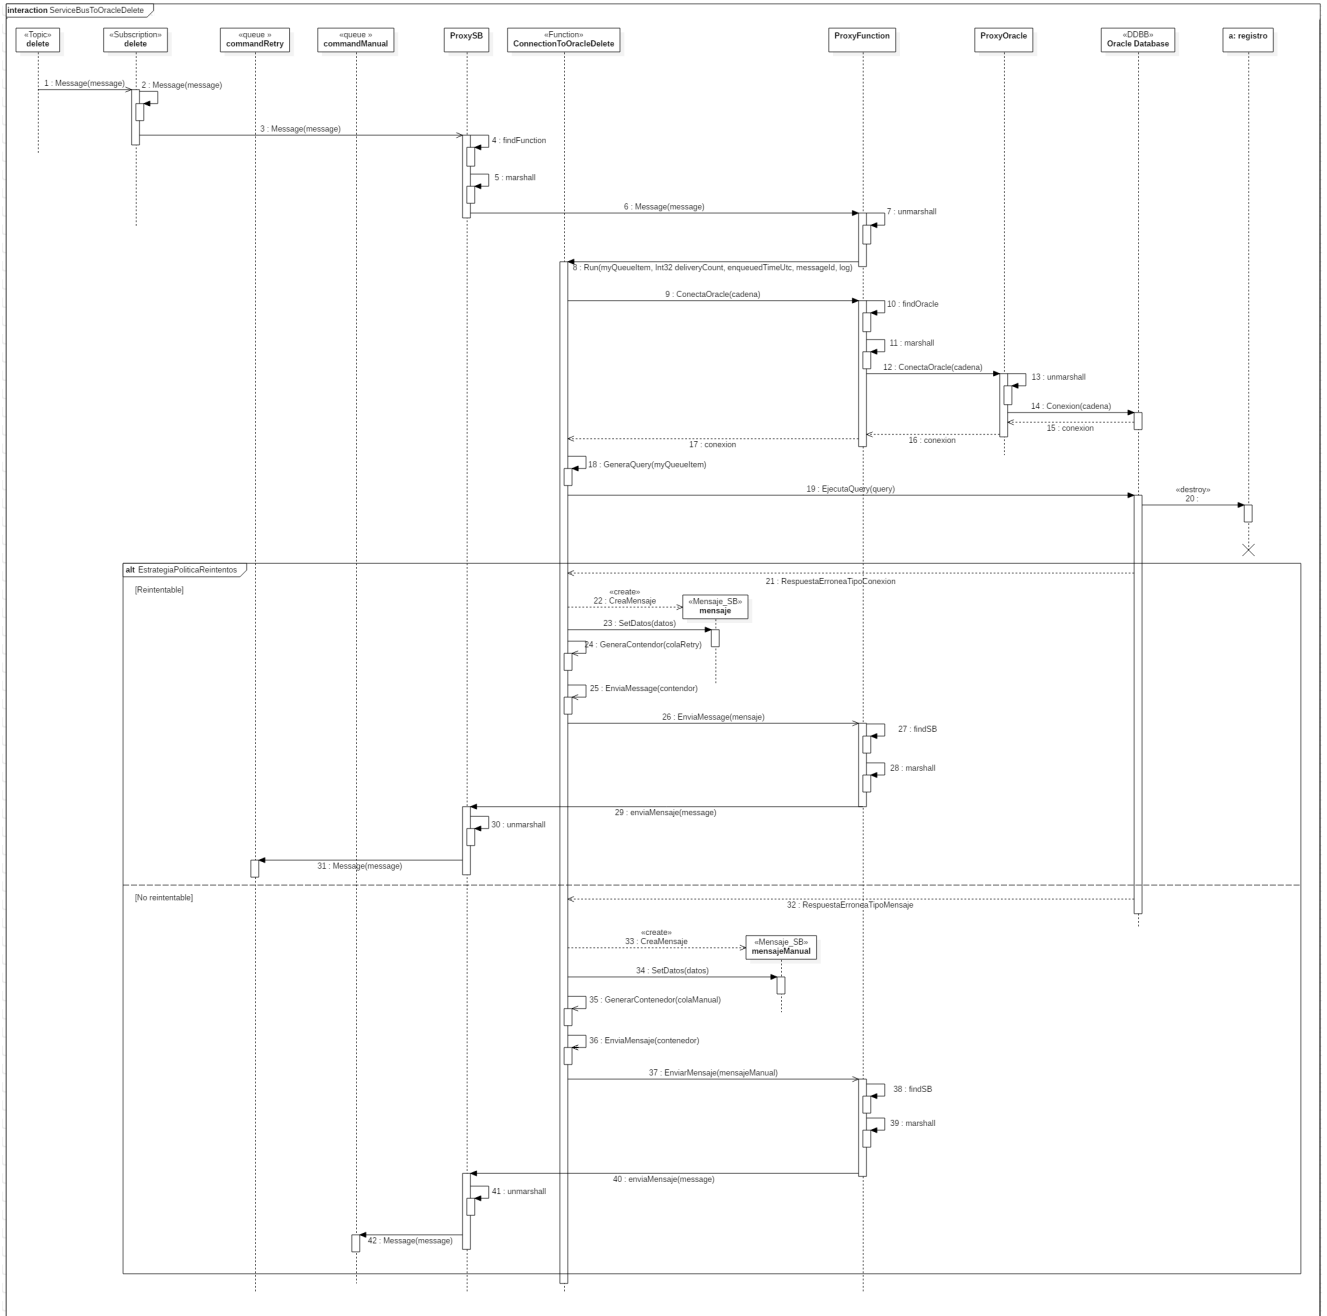 interaction ServiceBusToOracleDelete
«Topic»
delete
«Subscription»
delete
«queue »
commandRetry
«queue »
commandManual
ProxySB
«Function»
ConnectionToOracleDelete
ProxyFunction
ProxyOracle
«DDBB»
Oracle Database
a: registro
1 : Message(message)
2 : Message(message)
3 : Message(message)
4 : findFunction
5 : marshall
6 : Message(message)
7 : unmarshall
8 : Run(myQueueItem, Int32 deliveryCount, enqueuedTimeUtc, messageId, log)
9 : ConectaOracle(cadena)
10 : findOracle
11 : marshall
12 : ConectaOracle(cadena)
13 : unmarshall
14 : Conexion(cadena)
15 : conexion
16 : conexion
17 : conexion
18 : GeneraQuery(myQueueItem)
19 : EjecutaQuery(query)
«destroy»
20 :
alt EstrategiaPoliticaReintentos
[Reintentable]
21 : RespuestaErroneaTipoConexion
«create»
22 : CreaMensaje
«Mensaje_SB»
mensaje
23 : SetDatos(datos)
24 : GeneraContendor(colaRetry)
25 : EnviaMessage(contendor)
26 : EnviaMessage(mensaje)
27 : findSB
28 : marshall
29 : enviaMensaje(message)
30 : unmarshall
31 : Message(message)
[No reintentable]
32 : RespuestaErroneaTipoMensaje
«create»
33 : CreaMensaje
«Mensaje_SB»
mensajeManual
34 : SetDatos(datos)
35 : GenerarContenedor(colaManual)
36 : EnviaMensaje(contenedor)
37 : EnviarMensaje(mensajeManual)
38 : findSB
39 : marshall
40 : enviaMensaje(message)
41 : unmarshall
42 : Message(message)